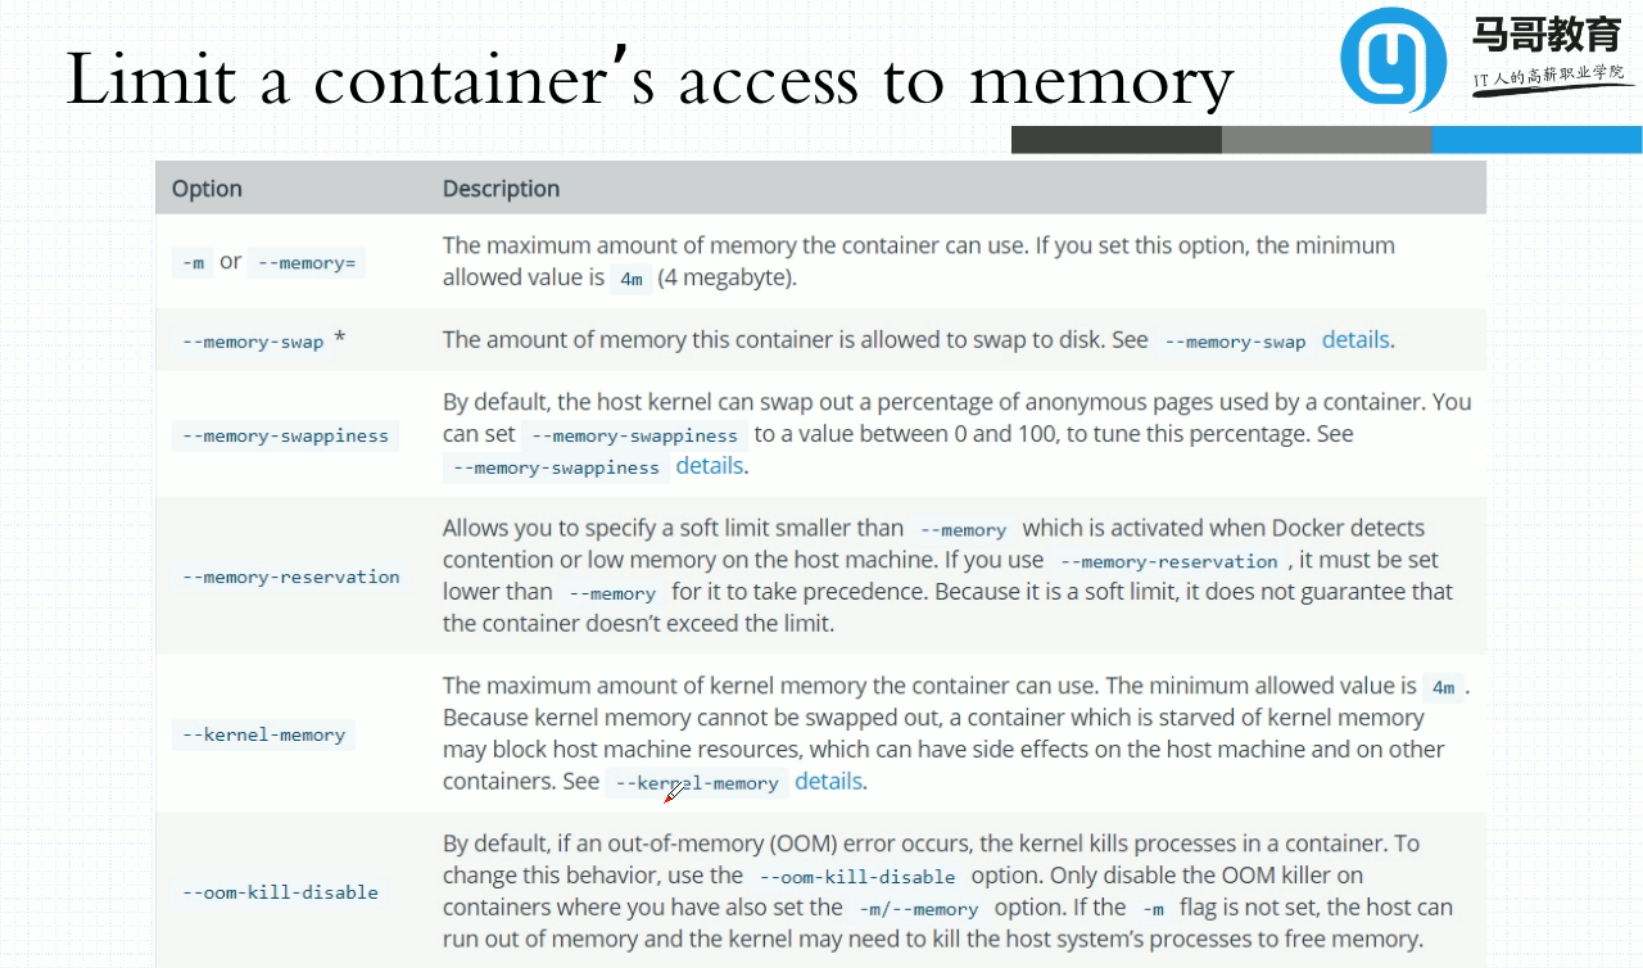 Limit a container's access to memory
马哥教育
IT人的高薪职业学院
Option Description
-m or --memory= The maximum amount of memory the container can use. If you set this option, the minimum
allowed value is 4m (4 megabyte).
--memory-swap * The amount of memory this container is allowed to swap to disk. See --memory-swap details.
--memory-swappiness By default, the host kernel can swap out a percentage of anonymous pages used by a container. You
can set --memory-swappiness to a value between 0 and 100, to tune this percentage. See
--memory-swappiness details.
--memory-reservation Allows you to specify a soft limit smaller than --memory which is activated when Docker detects
contention or low memory on the host machine. If you use --memory-reservation , it must be set
lower than --memory for it to take precedence. Because it is a soft limit, it does not guarantee that
the container doesn't exceed the limit.
--kernel-memory The maximum amount of kernel memory the container can use. The minimum allowed value is 4m .
Because kernel memory cannot be swapped out, a container which is starved of kernel memory
may block host machine resources, which can have side effects on the host machine and on other
containers. See --kernel-memory details.
--oom-kill-disable By default, if an out-of-memory (OOM) error occurs, the kernel kills processes in a container. To
change this behavior, use the --oom-kill-disable option. Only disable the OOM killer on
containers where you have also set the -m/--memory option. If the -m flag is not set, the host can
run out of memory and the kernel may need to kill the host system's processes to free memory.